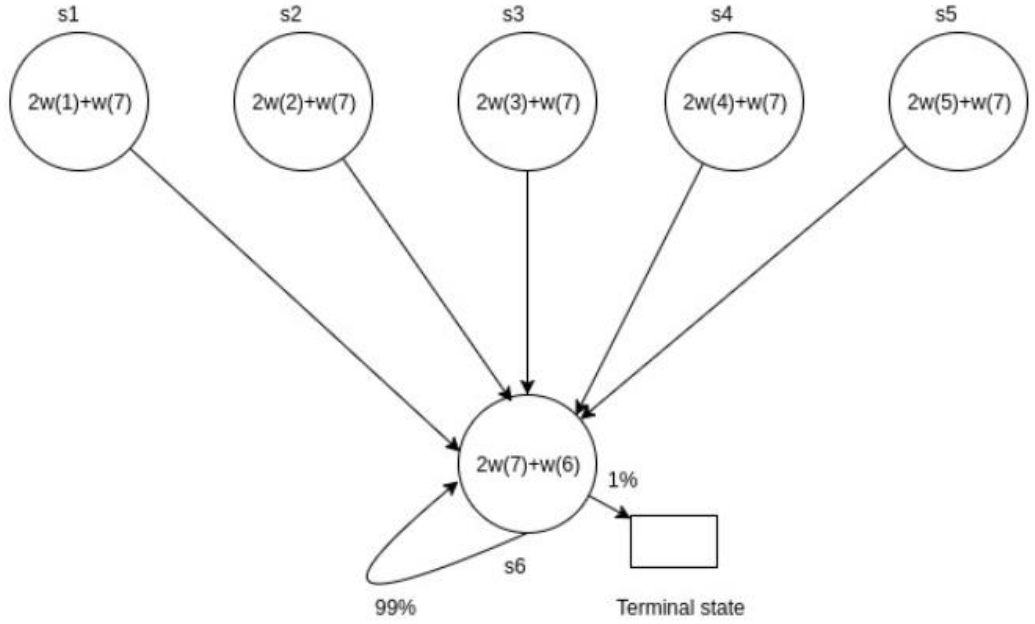 s1
s2
s3
s4
s5
2w(1)+w(7)
2w(2)+w(7)
2w(3)+w(7)
2w(4)+w(7)
2w(5)+w(7)
2w(7)+w(6)
1%
s6
99%
Terminal state